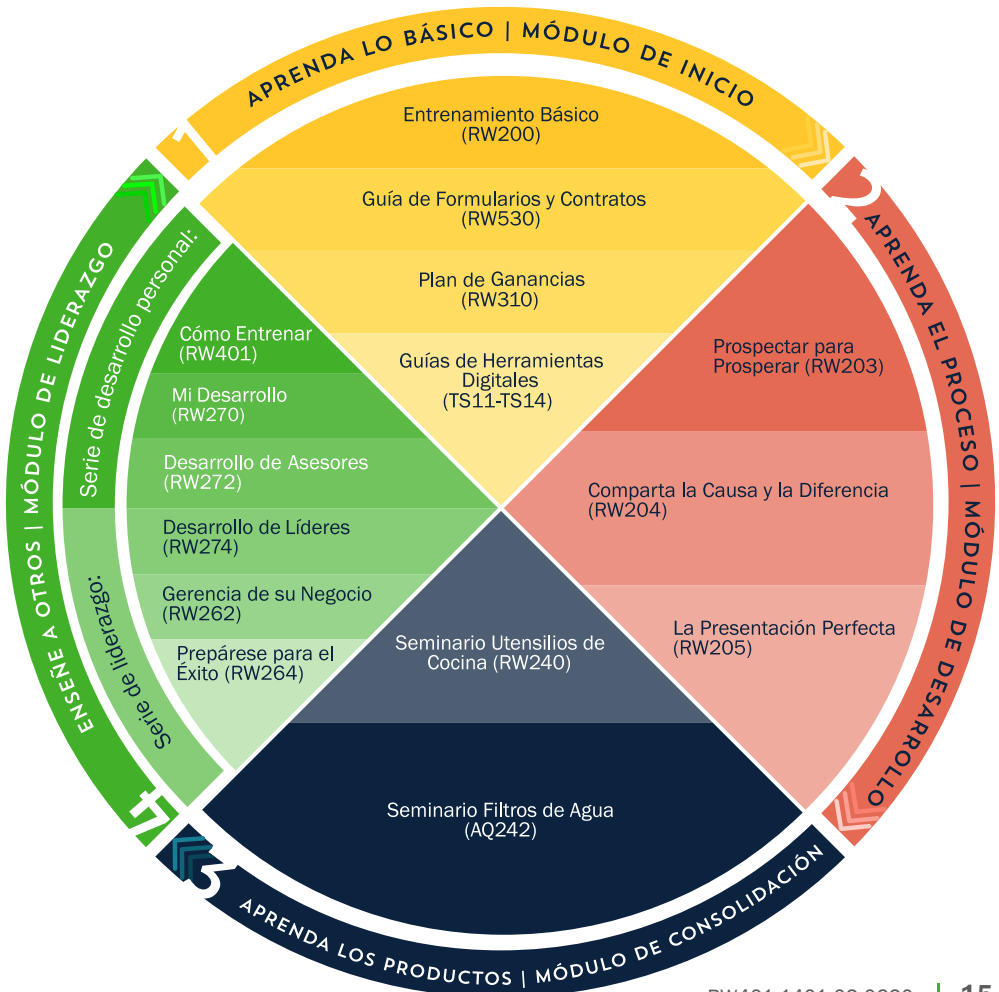 1
APRENDA LO BÁSICO | MÓDULO DE INICIO
Entrenamiento Básico
(RW200)
Guía de Formularios y Contratos
(RW530)
Plan de Ganancias
(RW310)
Guías de Herramientas
Digitales
(TS11-TS14)
2
APRENDA EL PROCESO | MÓDULO DE DESARROLLO
Prospectar para
Prosperar (RW203)
Comparta la Causa y la Diferencia
(RW204)
La Presentación Perfecta
(RW205)
3
APRENDA LOS PRODUCTOS | MÓDULO DE CONSOLIDACIÓN
Seminario Utensilios de
Cocina (RW240)
Seminario Filtros de Agua
(AQ242)
4
ENSEÑE A OTROS | MÓDULO DE LIDERAZGO
Serie de desarrollo personal:
Cómo Entrenar
(RW401)
Mi Desarrollo
(RW270)
Desarrollo de Asesores
(RW272)
Serie de liderazgo:
Desarrollo de Líderes
(RW274)
Gerencia de su Negocio
(RW262)
Prepárese para el
Éxito (RW264)